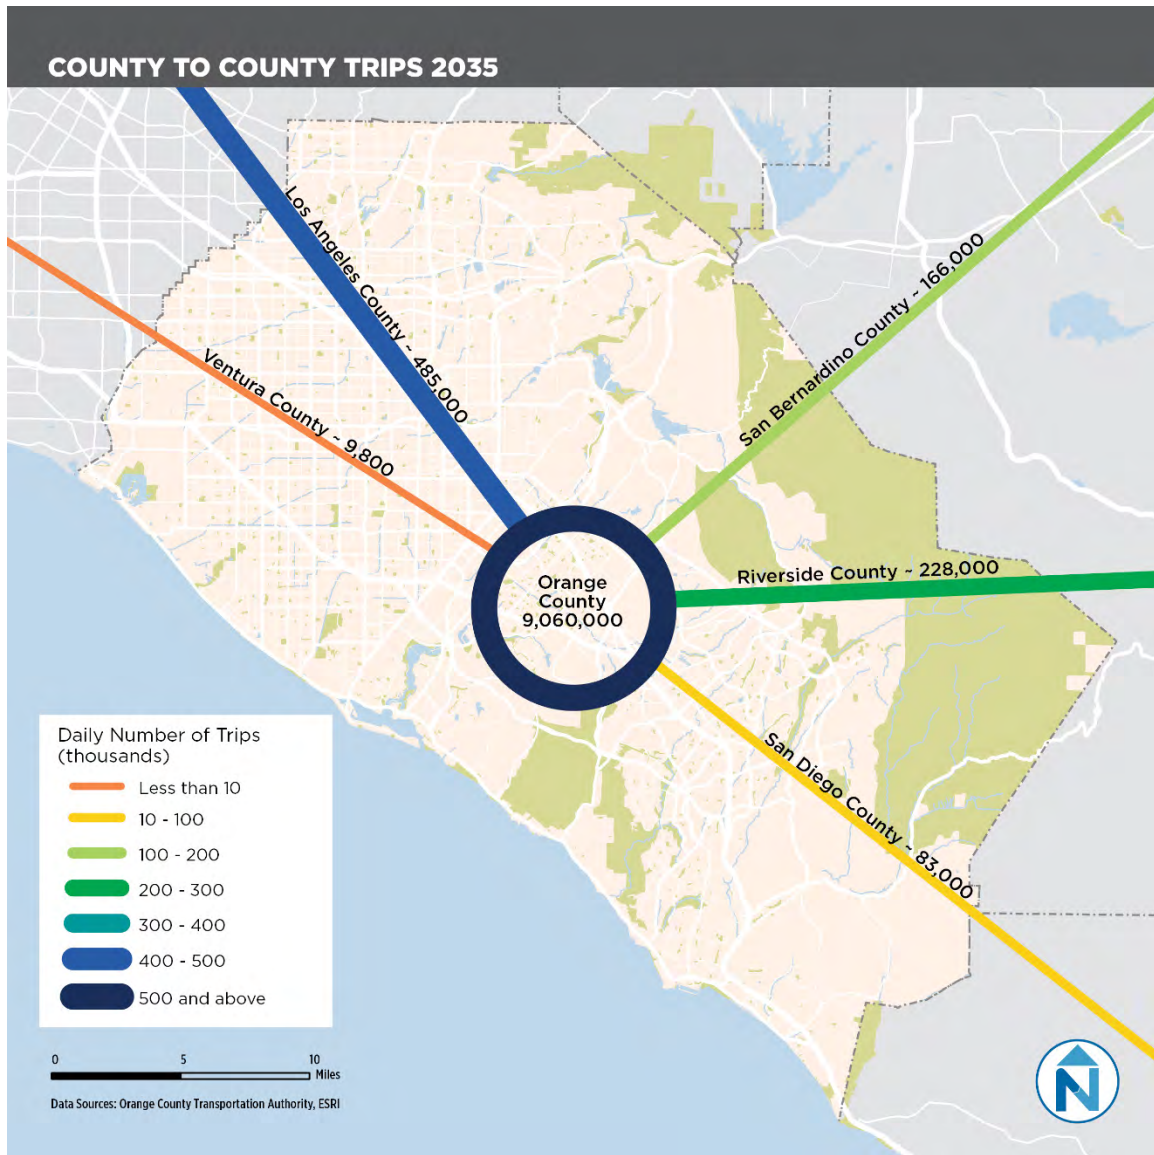 COUNTY TO COUNTY TRIPS 2035
Los Angeles County ~ 485,000
San Bernardino County ~ 166,000
Ventura County ~ 9,800
Riverside County ~ 228,000
Orange
County
9,060,000
San Diego County ~ 83,000
Daily Number of Trips
(thousands)
Less than 10
10 - 100
100 - 200
200 - 300
300 - 400
400 - 500
500 and above
0 5 10
Miles
Data Sources: Orange County Transportation Authority, ESRI
N